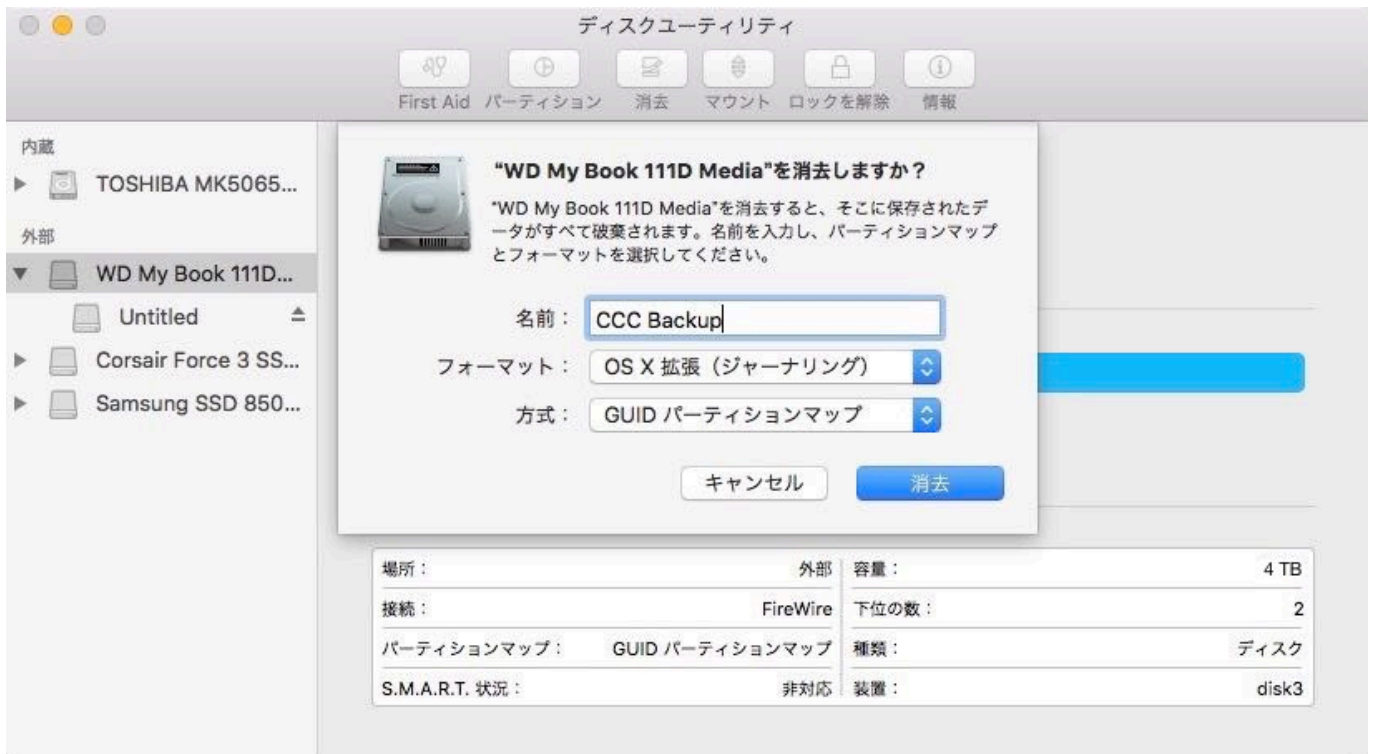 ディスクユーティリティ
First Aid パーティション 消去 マウント ロックを解除 情報
内蔵
TOSHIBA MK5065...
外部
WD My Book 111D...
Untitled
Corsair Force 3 SS...
Samsung SSD 850...
“WD My Book 111D Media”を消去しますか？
“WD My Book 111D Media”を消去すると、そこに保存されたデ
ータがすべて破棄されます。名前を入力し、パーティションマップ
とフォーマットを選択してください。
名前： CCC Backup
フォーマット： OS X 拡張（ジャーナリング）
方式： GUID パーティションマップ
キャンセル 消去
場所： 外部 容量： 4 TB
接続： FireWire 下位の数： 2
パーティションマップ： GUID パーティションマップ 種類： ディスク
S.M.A.R.T. 状況： 非対応 装置： disk3